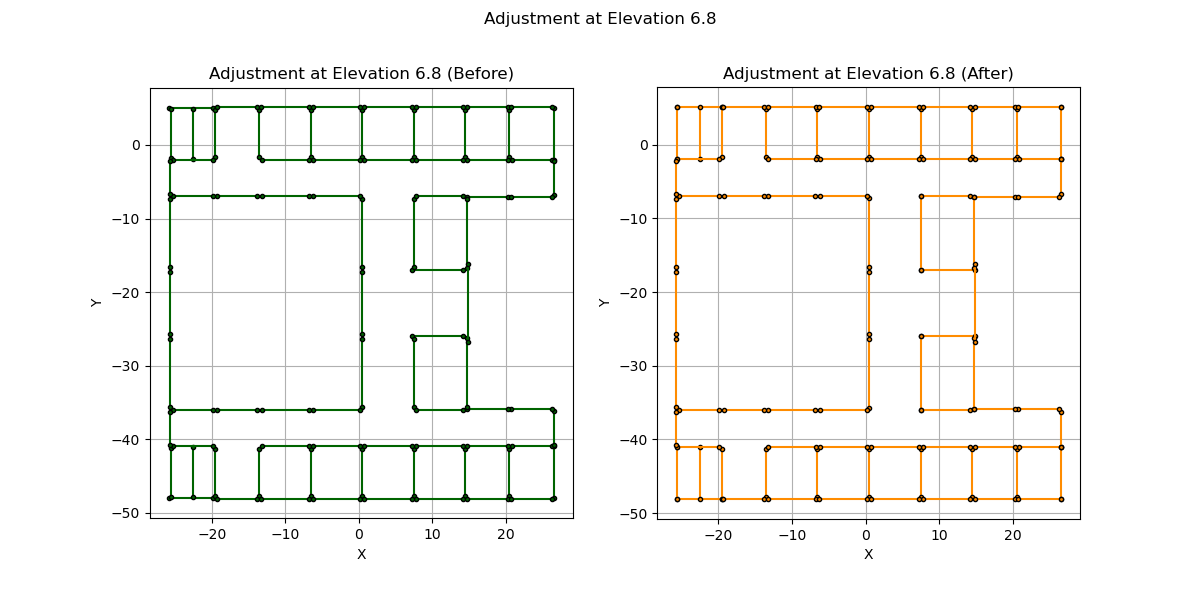 Adjustment at Elevation 6.8
Adjustment at Elevation 6.8 (Before)
0
−10
−20
−30
−40
−50
Y
−20 −10 0 10 20
X
Adjustment at Elevation 6.8 (After)
0
−10
−20
−30
−40
−50
Y
−20 −10 0 10 20
X